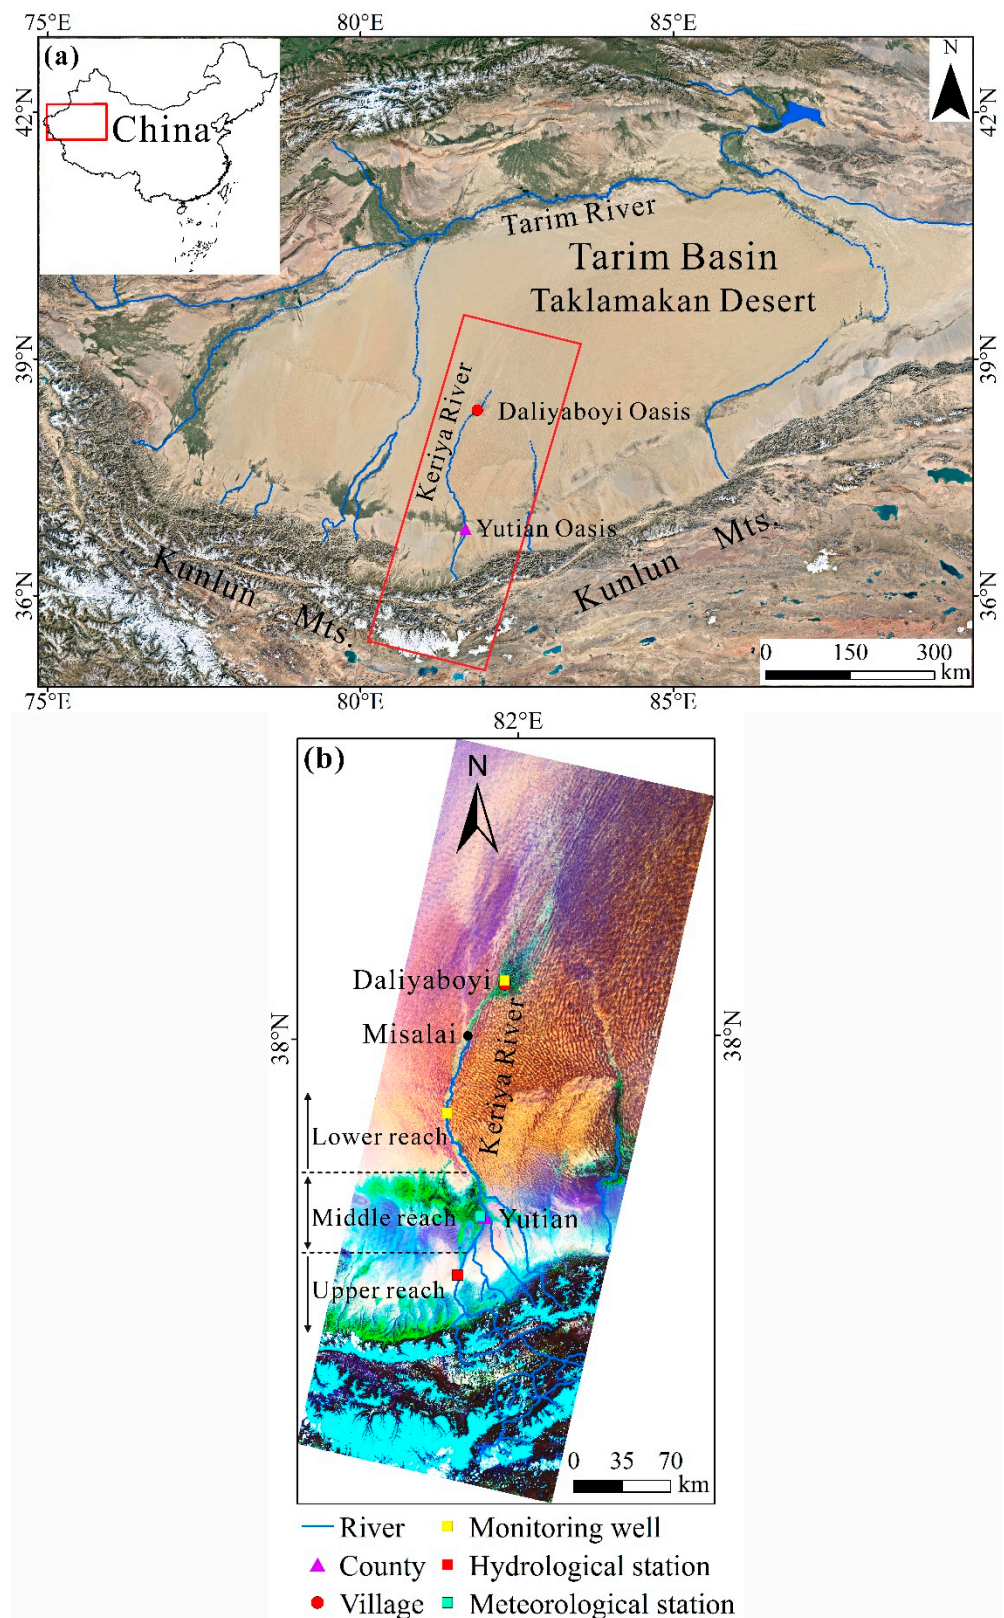 75°E 80°E 85°E
(a)
N
China
42°N
42°N
Tarim River
Tarim Basin
Taklamakan Desert
39°N
39°N
Keriya River
Daliyaboyi Oasis
Yutian Oasis
Kunlun Mts.
Kunlun Mts.
36°N
36°N
0 150 300
km
75°E 80°E 85°E
82°E
(b)
N
Daliyaboyi
Misalai
Keriya River
38°N
38°N
Lower reach
Middle reach
Yutian
Upper reach
0 35 70
km
River Monitoring well
County Hydrological station
Village Meteorological station